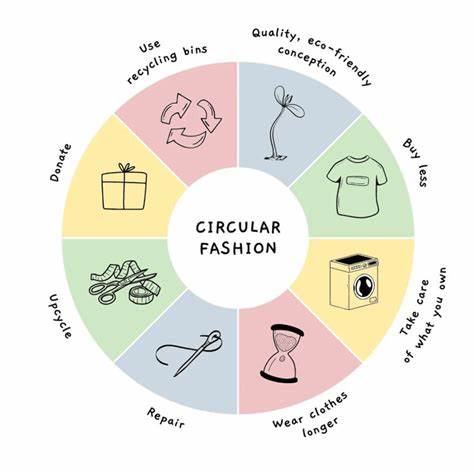 Use
recycling bins
Quality, eco-friendly
conception
Donate
Buy less
CIRCULAR
FASHION
Upcycle
Take care
of what you own
Repair
Wear clothes
longer